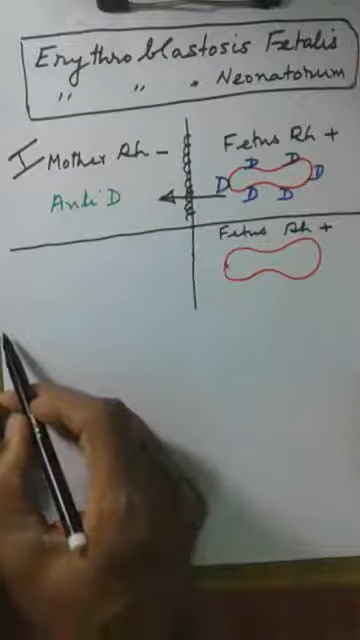 Erythroblastosis Fetalis
" " . Neonatorum
I Mother Rh - Fetus Rh +
D D
D D
Anti D D D
Fetus Rh +